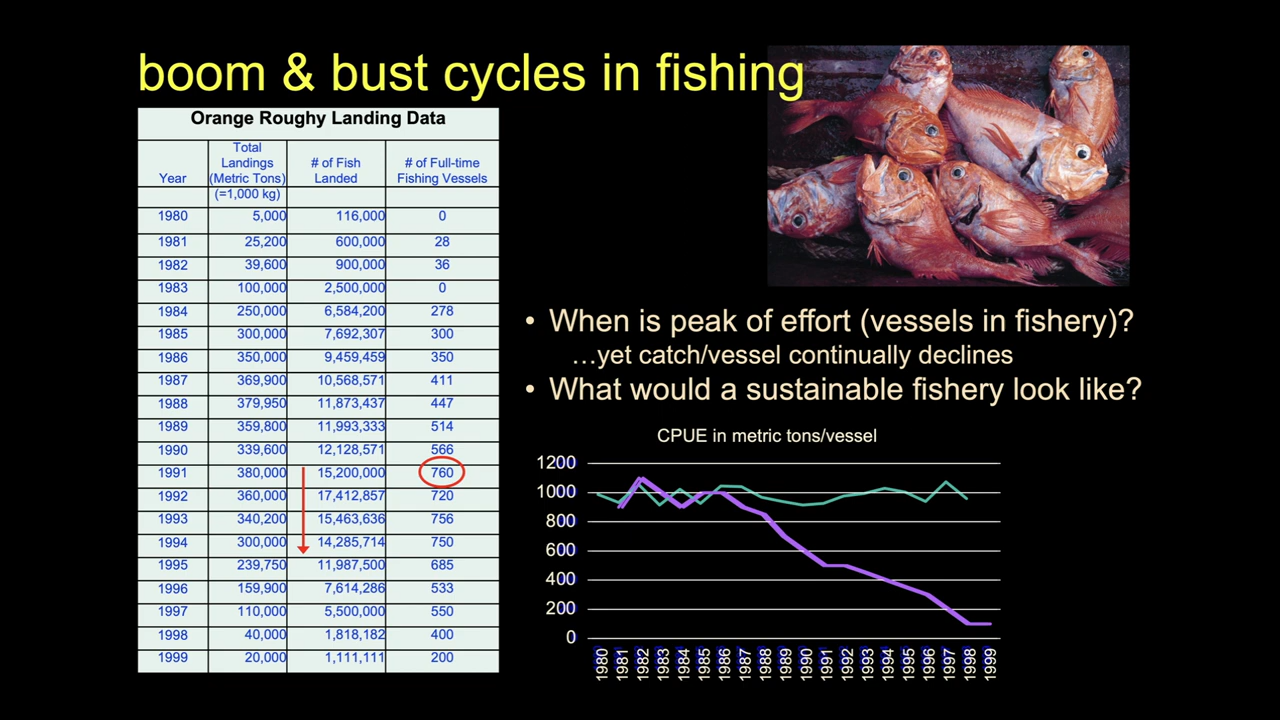 boom & bust cycles in fishing
Orange Roughy Landing Data
Year Total Landings (Metric Tons) # of Fish Landed # of Full-time Fishing Vessels
(=1,000 kg)
1980 5,000 116,000 0
1981 25,200 600,000 28
1982 39,600 900,000 36
1983 100,000 2,500,000 0
1984 250,000 6,584,200 278
1985 300,000 7,692,307 300
1986 350,000 9,459,459 350
1987 369,900 10,568,571 411
1988 379,950 11,873,437 447
1989 359,800 11,993,333 514
1990 339,600 12,128,571 566
1991 380,000 15,200,000 760
1992 360,000 17,412,857 720
1993 340,200 15,463,636 756
1994 300,000 14,285,714 750
1995 239,750 11,987,500 685
1996 159,900 7,614,286 533
1997 110,000 5,500,000 550
1998 40,000 1,818,182 400
1999 20,000 1,111,111 200
• When is peak of effort (vessels in fishery)?
…yet catch/vessel continually declines
• What would a sustainable fishery look like?
CPUE in metric tons/vessel
1200
1000
800
600
400
200
0
1980 1981 1982 1983 1984 1985 1986 1987 1988 1989 1990 1991 1992 1993 1994 1995 1996 1997 1998 1999